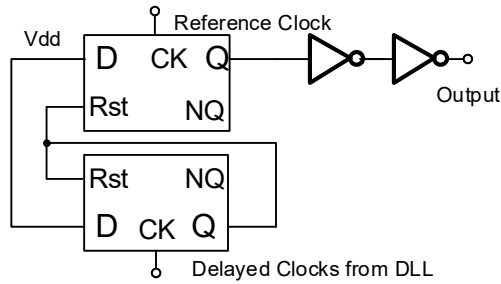 Reference Clock
Vdd
D CK Q
Rst NQ
Output
Rst NQ
D CK Q
Delayed Clocks from DLL